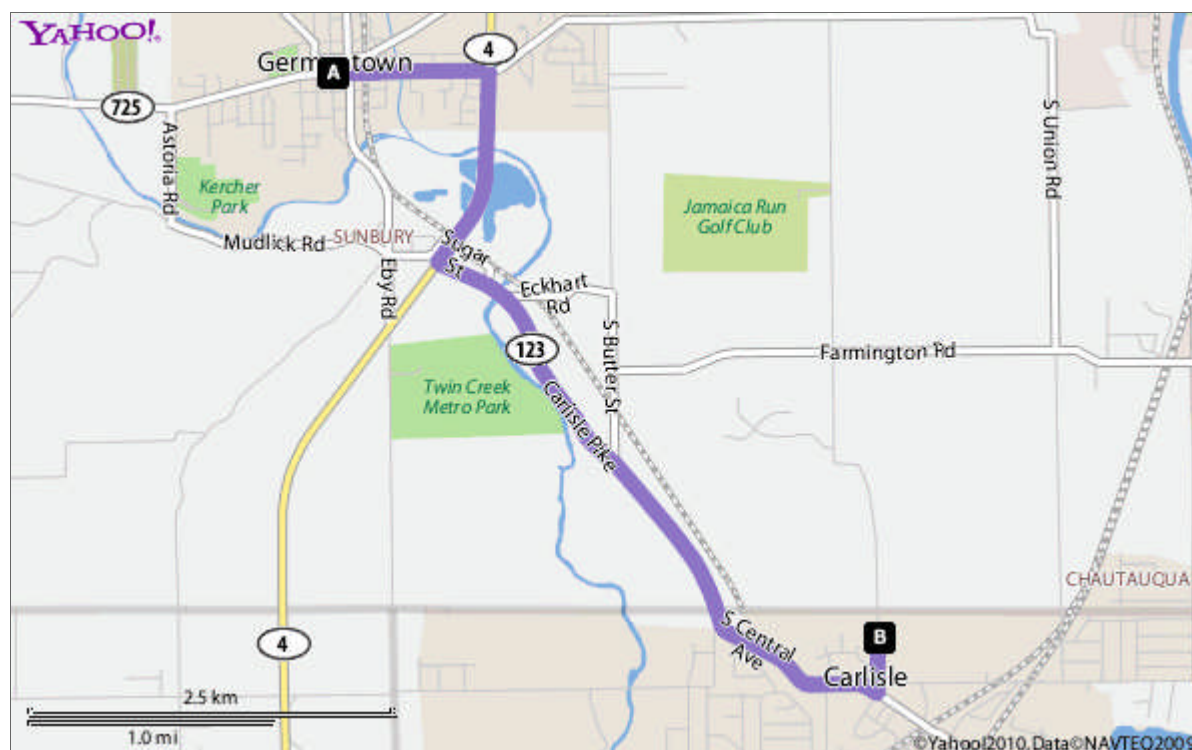 YAHOO!
4
Germantown
A
725
S Union Rd
Astoria Rd
Kercher
Park
Jamaica Run
Golf Club
Mudlick Rd
SUNBURY
Sugar
St
Eby Rd
Eckhart
Rd
S Butter St
123
Farmington Rd
Twin Creek
Metro Park
Carlisle Pike
CHAUTAUQUA
4
S Central
Ave
B
Carlisle
2.5 km
1.0 mi
©Yahoo!2010,Data©NAVTEQ2009